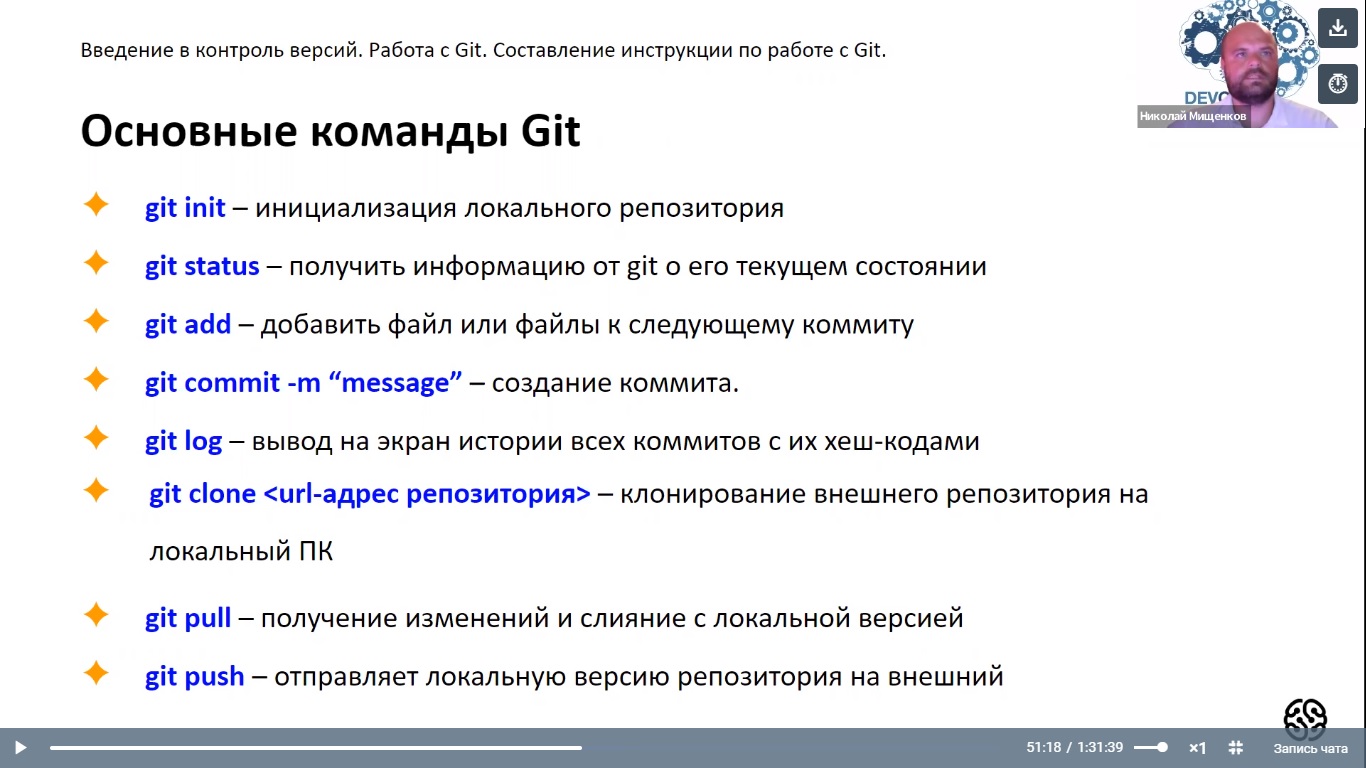 Введение в контроль версий. Работа с Git. Составление инструкции по работе с Git.
Николай Мищенков
Основные команды Git
git init – инициализация локального репозитория
git status – получить информацию от git о его текущем состоянии
git add – добавить файл или файлы к следующему коммиту
git commit -m “message” – создание коммита.
git log – вывод на экран истории всех коммитов с их хеш-кодами
git clone <url-адрес репозитория> – клонирование внешнего репозитория на
локальный ПК
git pull – получение изменений и слияние с локальной версией
git push – отправляет локальную версию репозитория на внешний
51:18 / 1:31:39
×1
Запись чата